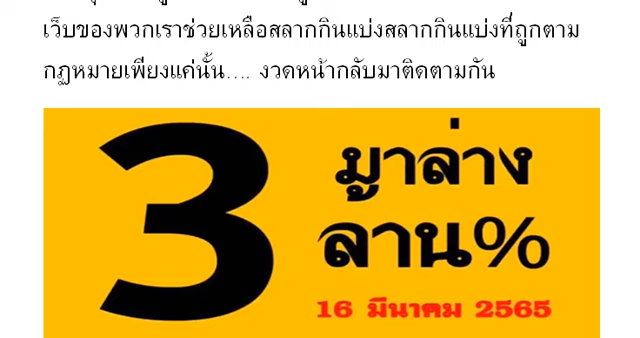 เว็บของพวกเราช่วยเหลือสลากกินแบ่งสลากกินแบ่งที่ถูกตาม
กฏหมายเพียงแค่นั้น…. งวดหน้ากลับมาติดตามกัน
3
มูาล่าง
ลาน%
16 มีนาคม 2565